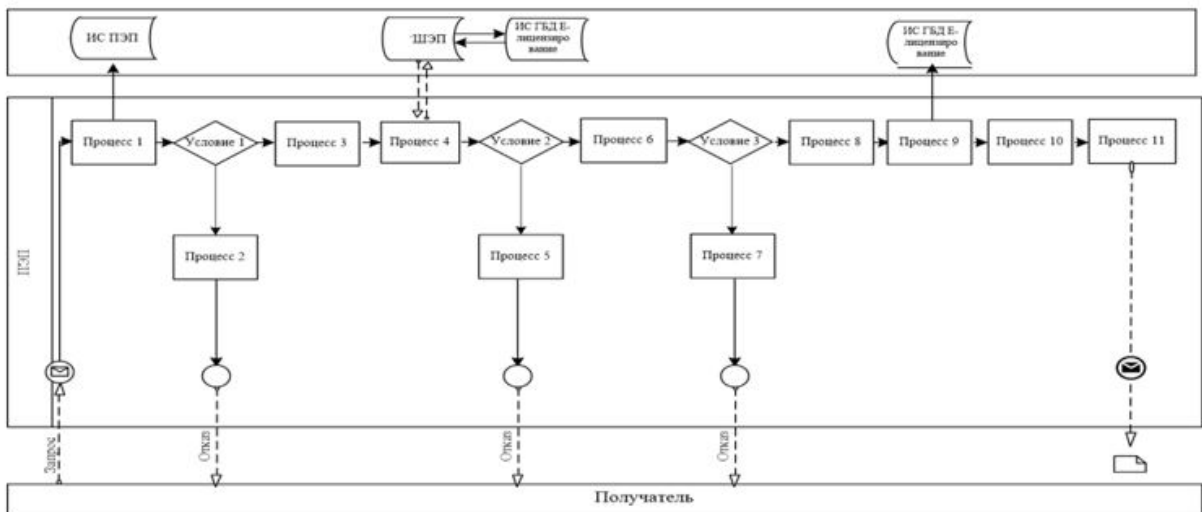 ИС ПЭП
ШЭП
ИС ГБД Е-
лицензиро
вание
ИС ГБД Е-
лицензиро
вание
Процесс 1
Условие 1
Процесс 3
Процесс 4
Условие 2
Процесс 6
Условие 3
Процесс 8
Процесс 9
Процесс 10
Процесс 11
ПЭП
Процесс 2
Процесс 5
Процесс 7
Запрос
Отказ
Отказ
Отказ
Получатель